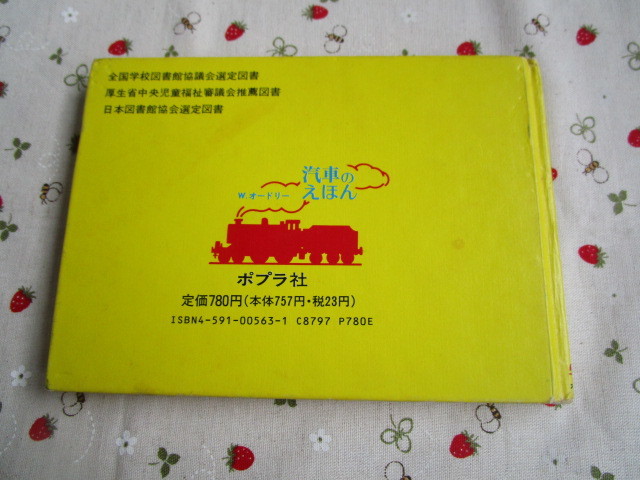 全国学校図書館協議会選定図書
厚生省中央児童福祉審議会推薦図書
日本図書館協会選定図書
汽車の
えほん
W.オードリー
ポプラ社
定価780円(本体757円・税23円)
ISBN4-591-00563-1 C8797 P780E